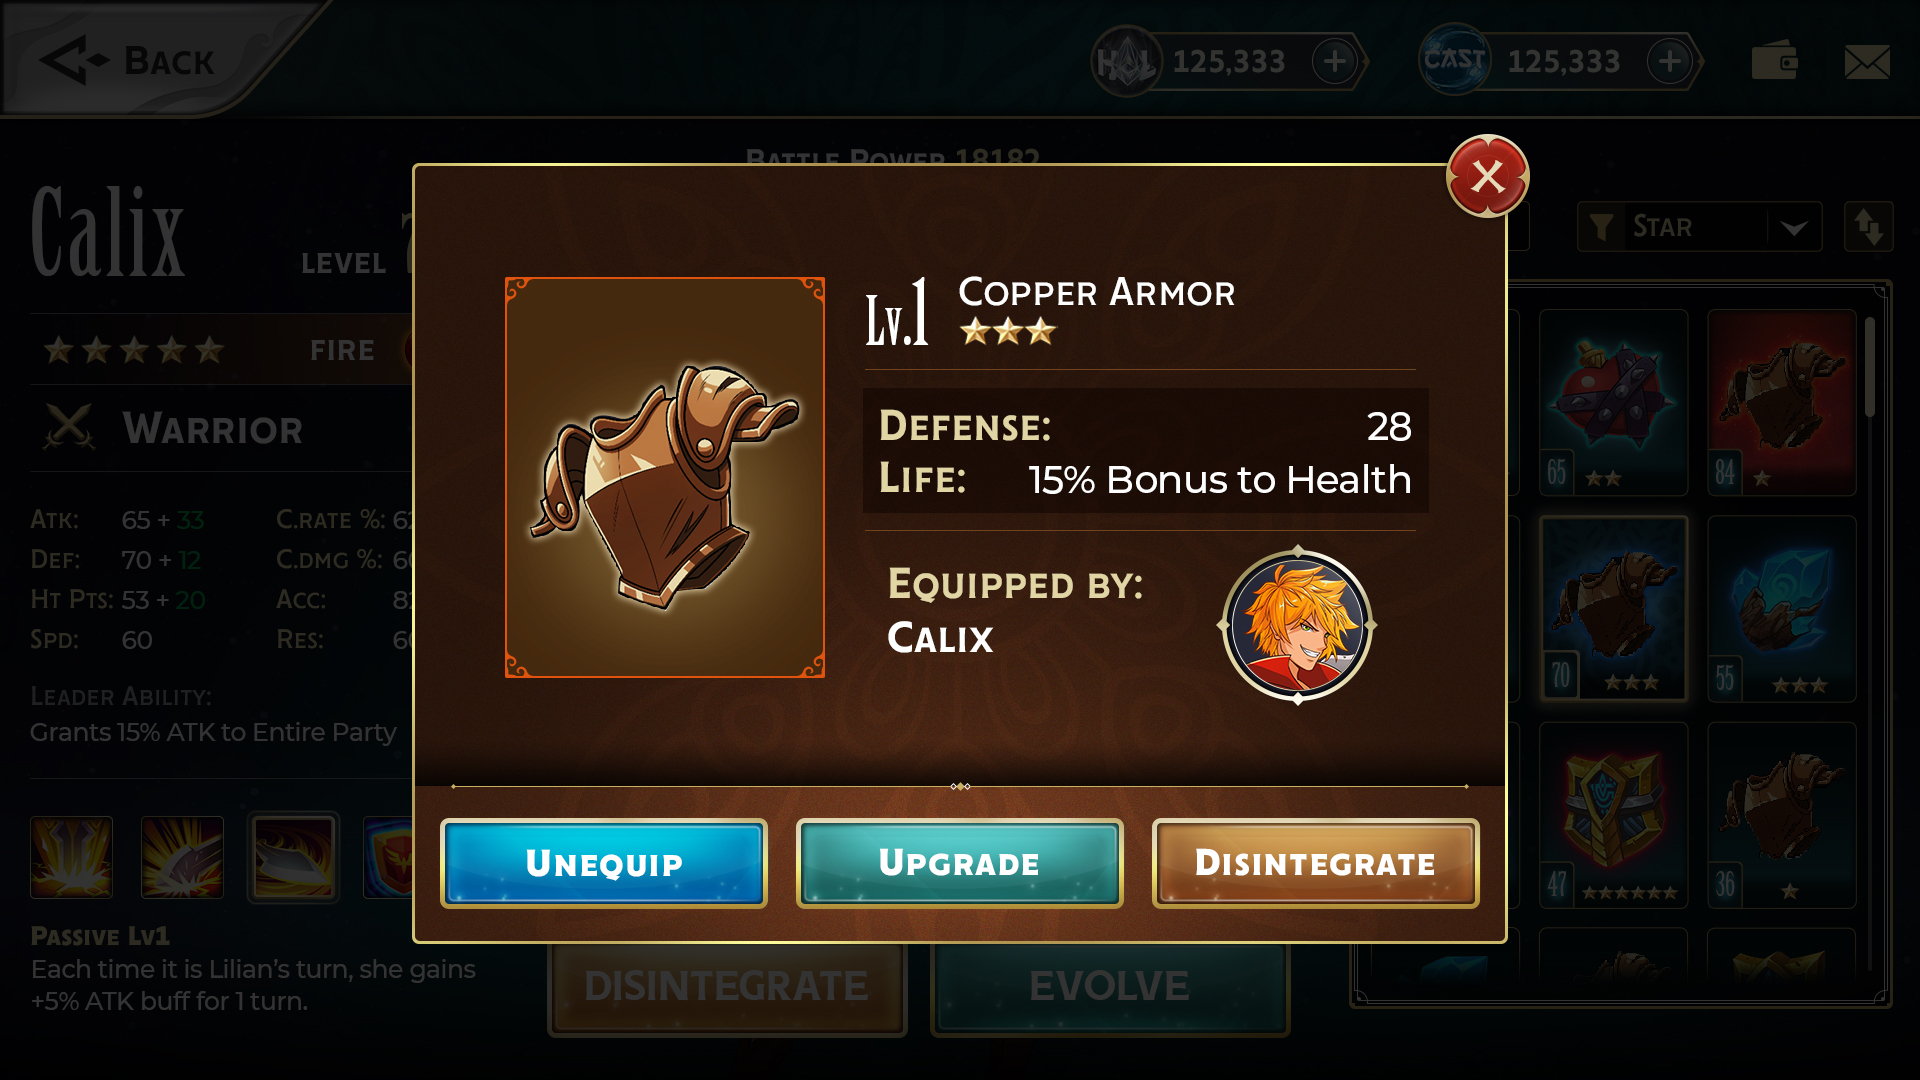 BACK
125,333
CAST
125,333
BATTLE POWER 18182
Calix
LEVEL
STAR
Lv.1
COPPER ARMOR
FIRE
WARRIOR
DEFENSE: 28
LIFE: 15% Bonus to Health
65
84
ATK: 65 + 33
C.RATE %:
DEF: 70 + 12
C.DMG %:
HT PTS: 53 + 20
ACC:
SPD: 60
RES:
EQUIPPED BY:
CALIX
70
55
LEADER ABILITY:
Grants 15% ATK to Entire Party
UNEQUIP
UPGRADE
DISINTEGRATE
47
36
PASSIVE LV1
Each time it is Lilian's turn, she gains
+5% ATK buff for 1 turn.
DISINTEGRATE
EVOLVE